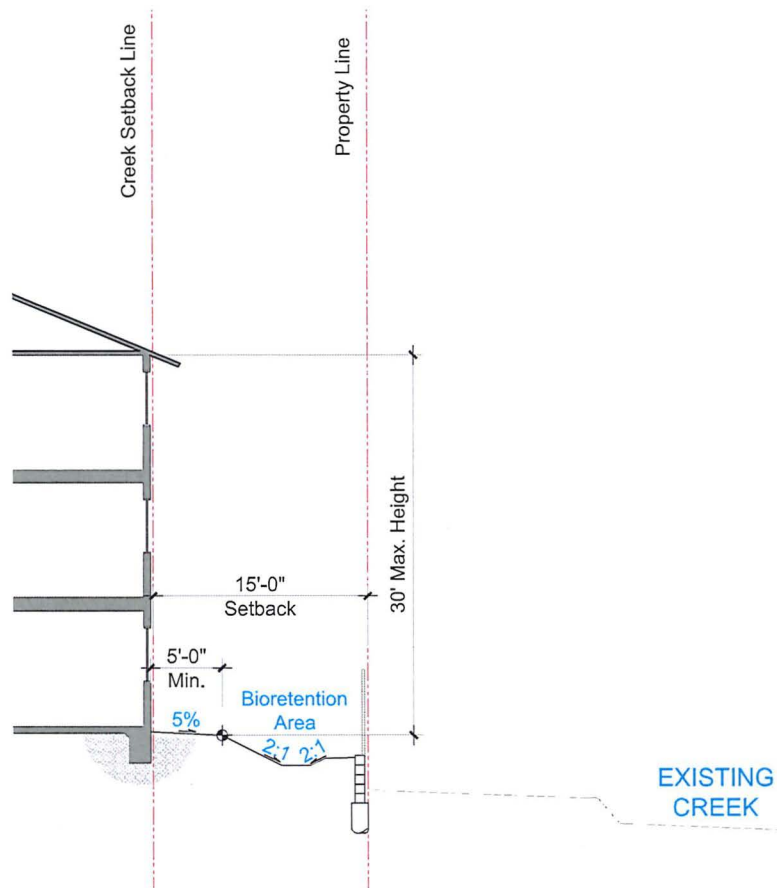 Creek Setback Line
Property Line
30' Max. Height
15'-0"
Setback
5'-0"
Min.
Bioretention
Area
5%
2:1
2:1
EXISTING
CREEK